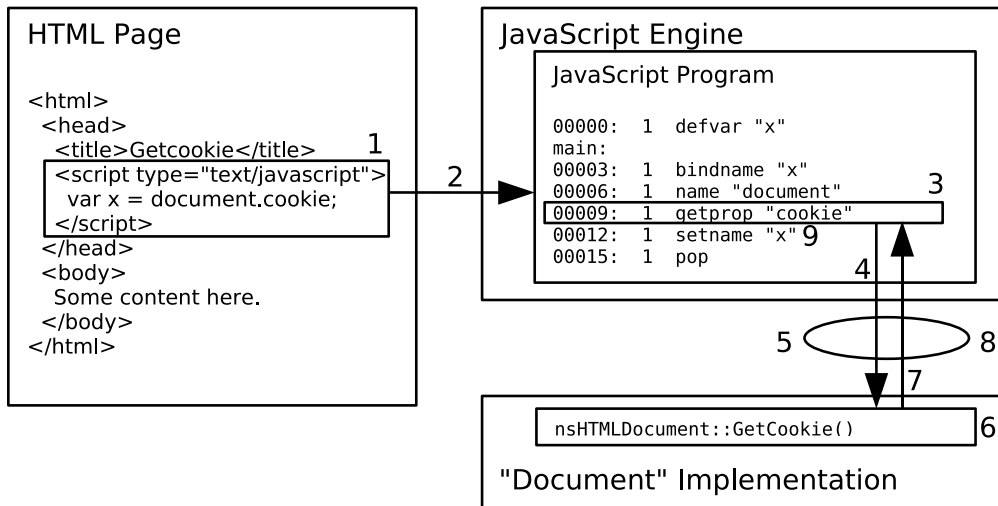 HTML Page
<html>
<head>
<title>Getcookie</title>
1
<script type="text/javascript">
var x = document.cookie;
</script>
</head>
<body>
Some content here.
</body>
</html>
2
JavaScript Engine
JavaScript Program
00000: 1 defvar "x"
main:
00003: 1 bindname "x"
00006: 1 name "document"
3
00009: 1 getprop "cookie"
00012: 1 setname "x" 9
00015: 1 pop
4
5
8
7
nsHTMLDocument::GetCookie()
6
"Document" Implementation